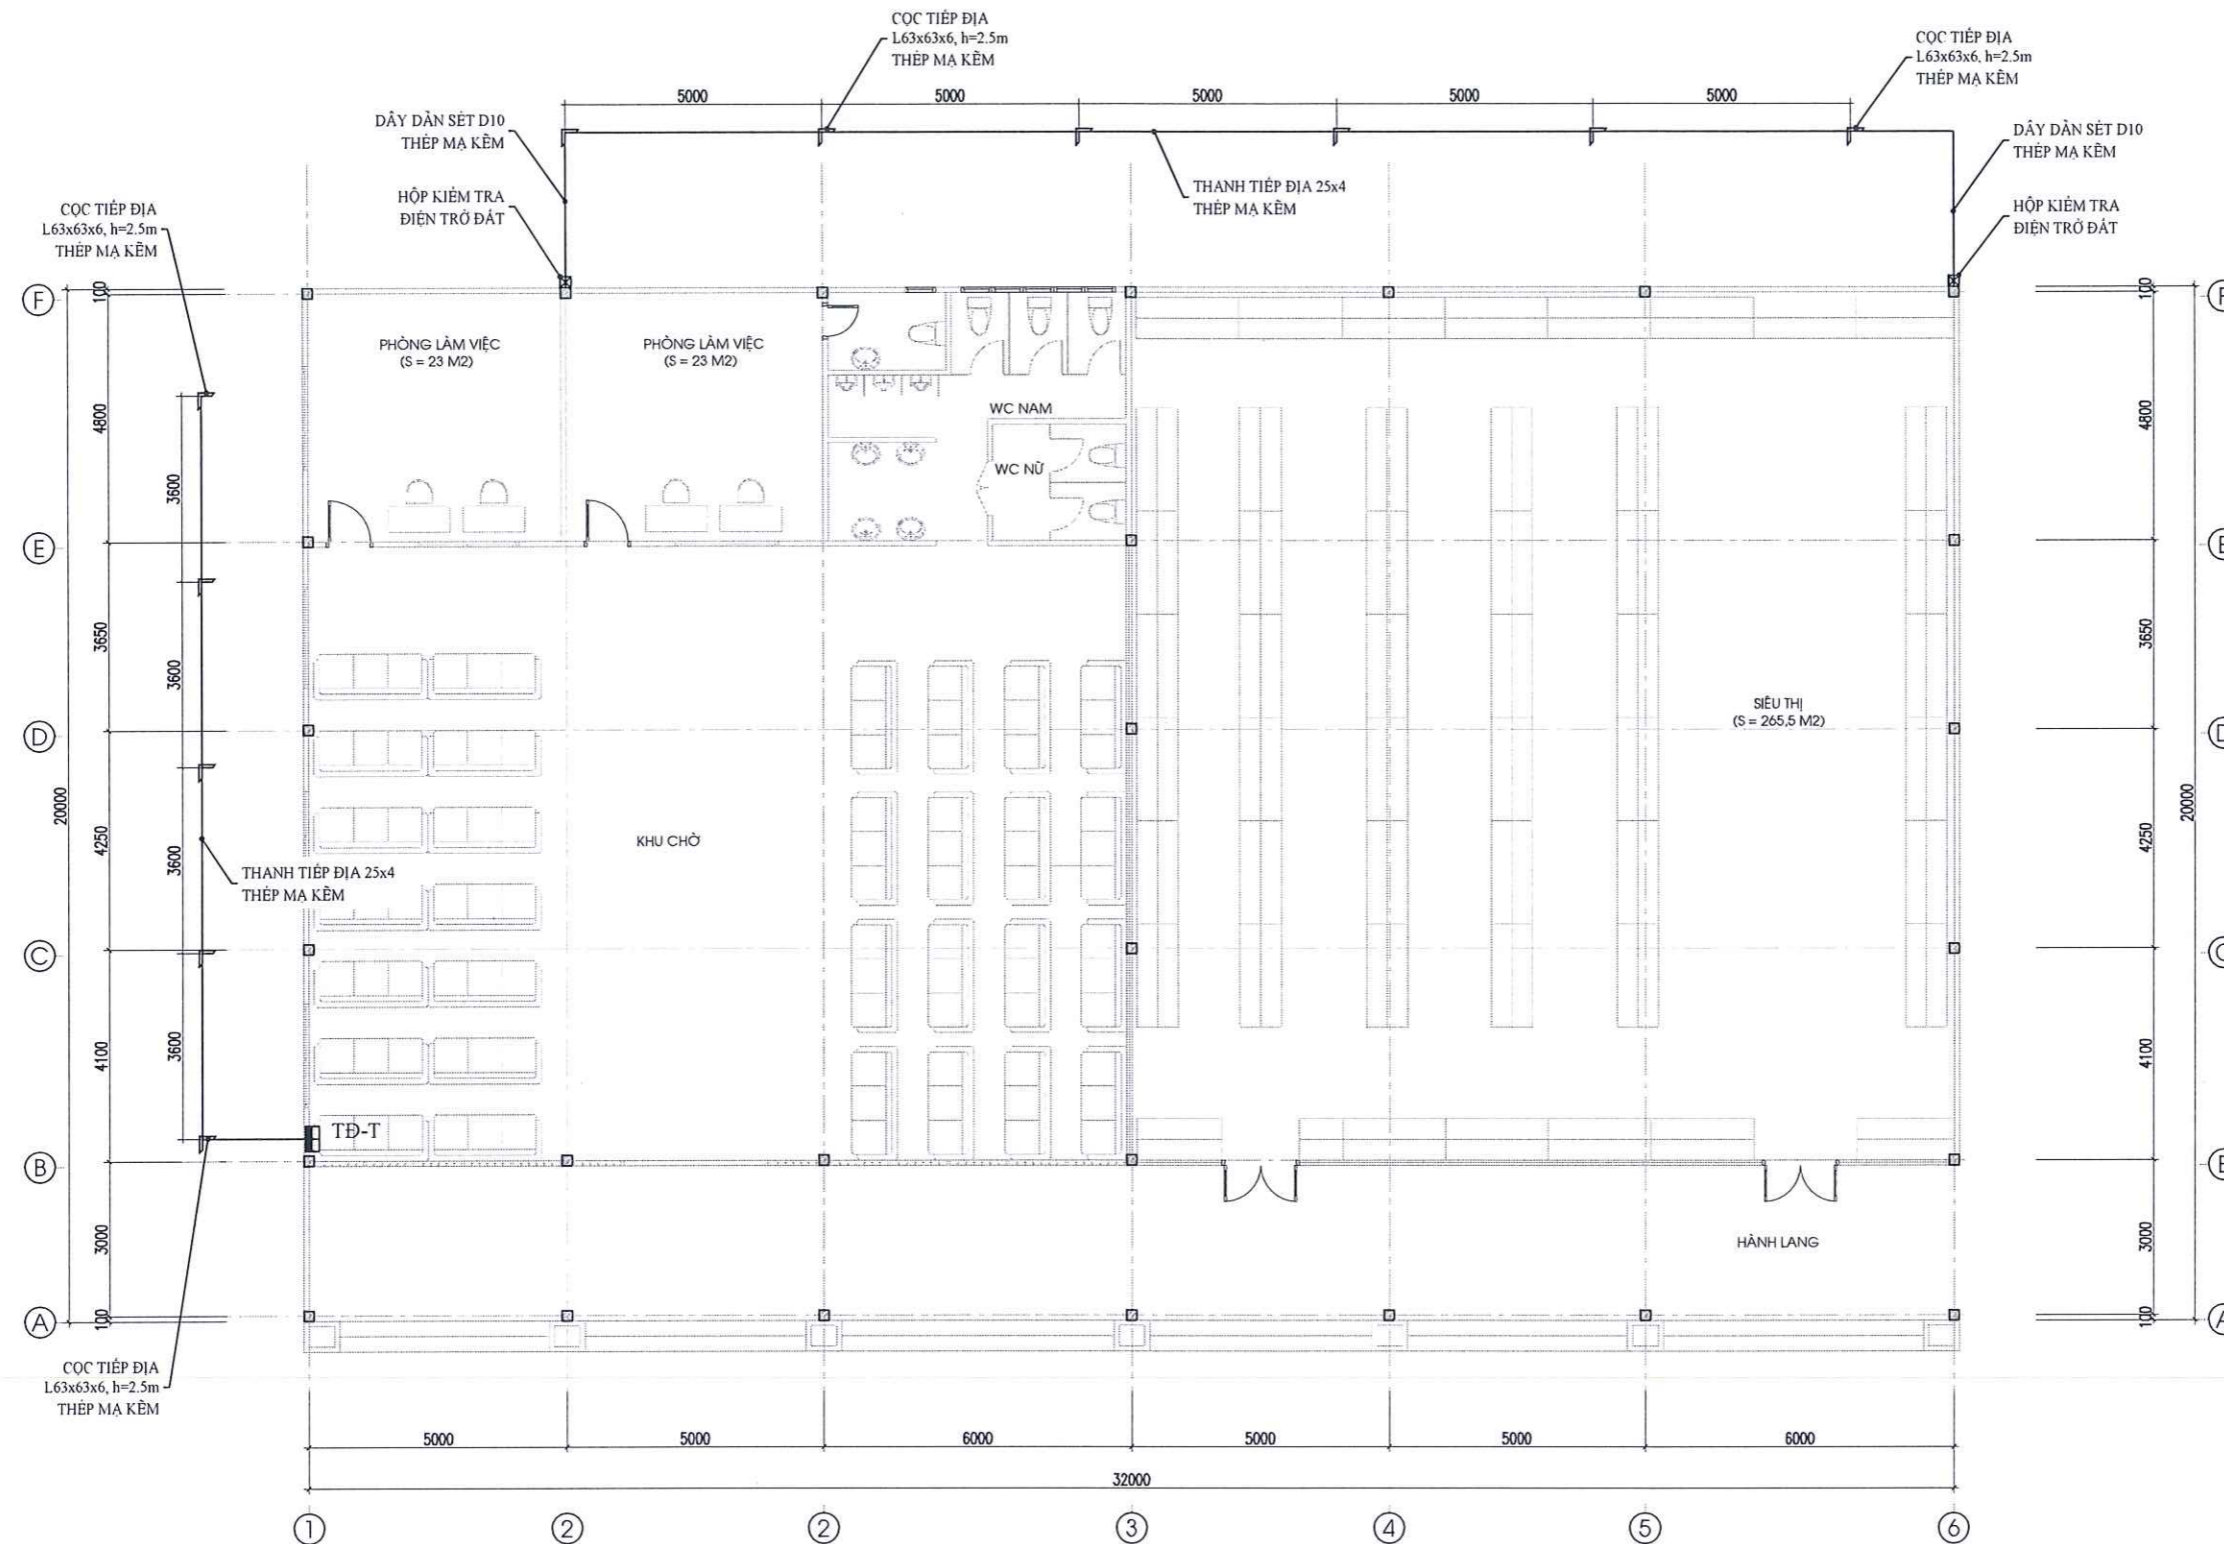 CỌC TIẾP ĐỊA
L63x63x6, h=2.5m
THÉP MẠ KẼM
CỌC TIẾP ĐỊA
L63x63x6, h=2.5m
THÉP MẠ KẼM
5000
5000
5000
5000
5000
DÂY DẪN SÉT D10
THÉP MẠ KẼM
DÂY DẪN SÉT D10
THÉP MẠ KẼM
HỘP KIỂM TRA
ĐIỆN TRỞ ĐẤT
THANH TIẾP ĐỊA 25x4
THÉP MẠ KẼM
HỘP KIỂM TRA
ĐIỆN TRỞ ĐẤT
CỌC TIẾP ĐỊA
L63x63x6, h=2.5m
THÉP MẠ KẼM
F
100
4800
E
3650
D
4250
20000
C
4100
B
3000
A
100
3600
3600
3600
3600
PHÒNG LÀM VIỆC
(S = 23 M2)
PHÒNG LÀM VIỆC
(S = 23 M2)
WC NAM
WC NỮ
SIÊU THỊ
(S = 265,5 M2)
KHU CHỜ
THANH TIẾP ĐỊA 25x4
THÉP MẠ KẼM
TĐ-T
HÀNH LANG
CỌC TIẾP ĐỊA
L63x63x6, h=2.5m
THÉP MẠ KẼM
100
4800
3650
4250
20000
4100
3000
100
F
E
D
C
B
A
5000
5000
6000
5000
5000
6000
32000
1
2
2
3
4
5
6